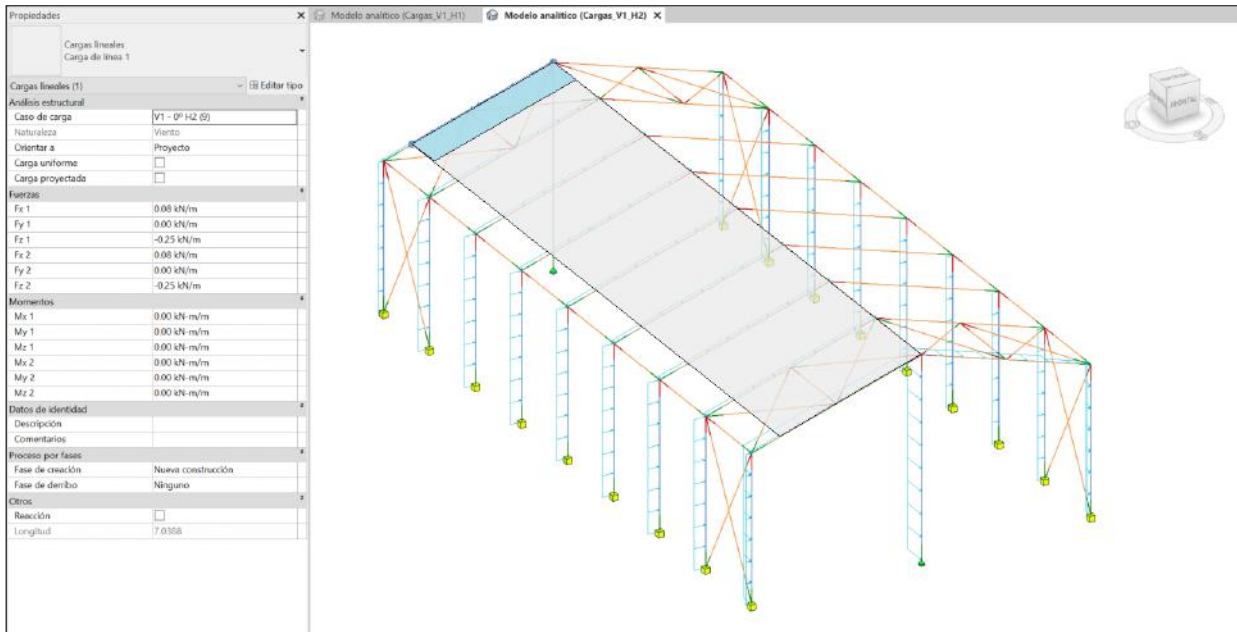 Propiedades
Modelo analítico (Cargas_V1_H1)
Modelo analítico (Cargas_V1_H2)
Cargas lineales
Carga de línea 1
Cargas lineales (1)
Editar tipo
Análisis estructural
Caso de carga V1 - 0º H2 (9)
Naturaleza Viento
Orientar a Proyecto
Carga uniforme
Carga proyectada
Fuerzas
Fx 1 0.08 kN/m
Fy 1 0.00 kN/m
Fz 1 -0.25 kN/m
Fx 2 0.08 kN/m
Fy 2 0.00 kN/m
Fz 2 -0.25 kN/m
Momentos
Mx 1 0.00 kN-m/m
My 1 0.00 kN-m/m
Mz 1 0.00 kN-m/m
Mx 2 0.00 kN-m/m
My 2 0.00 kN-m/m
Mz 2 0.00 kN-m/m
Datos de identidad
Descripción
Comentarios
Proceso por fases
Fase de creación Nueva construcción
Fase de derribo Ninguno
Otros
Reacción
Longitud
FRONTAL